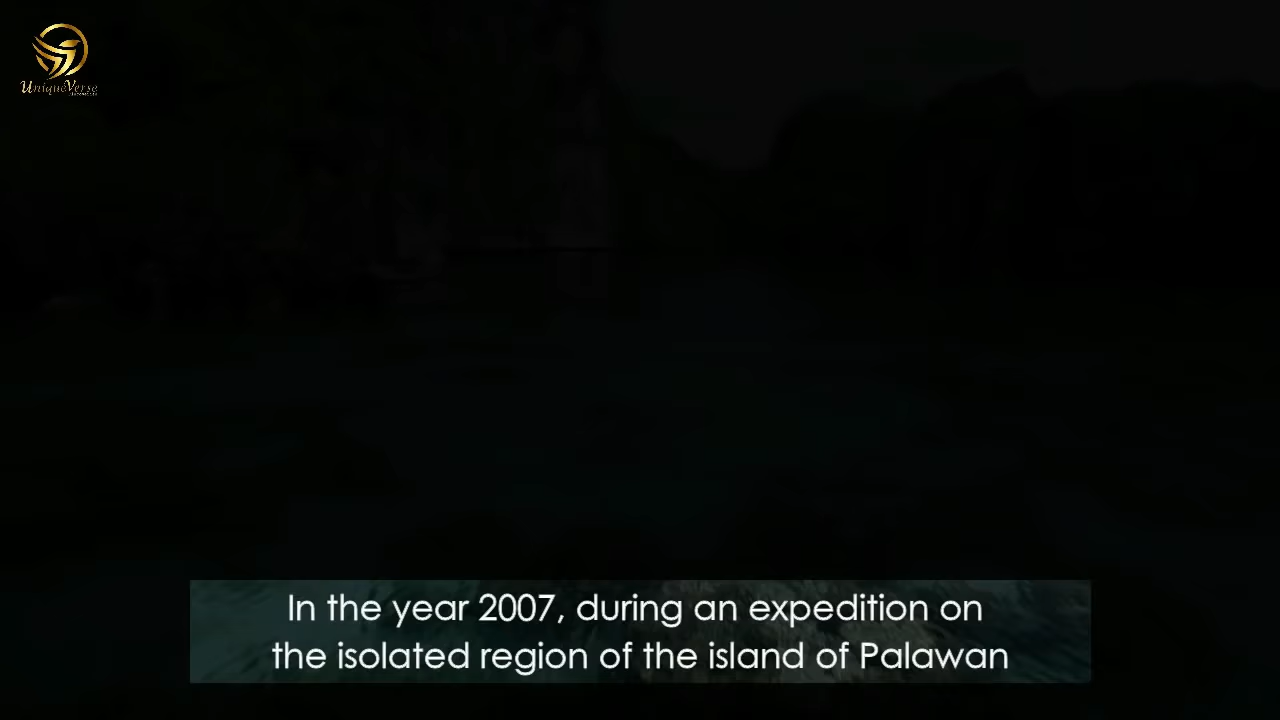 UniqueVerse
In the year 2007, during an expedition on
the isolated region of the island of Palawan